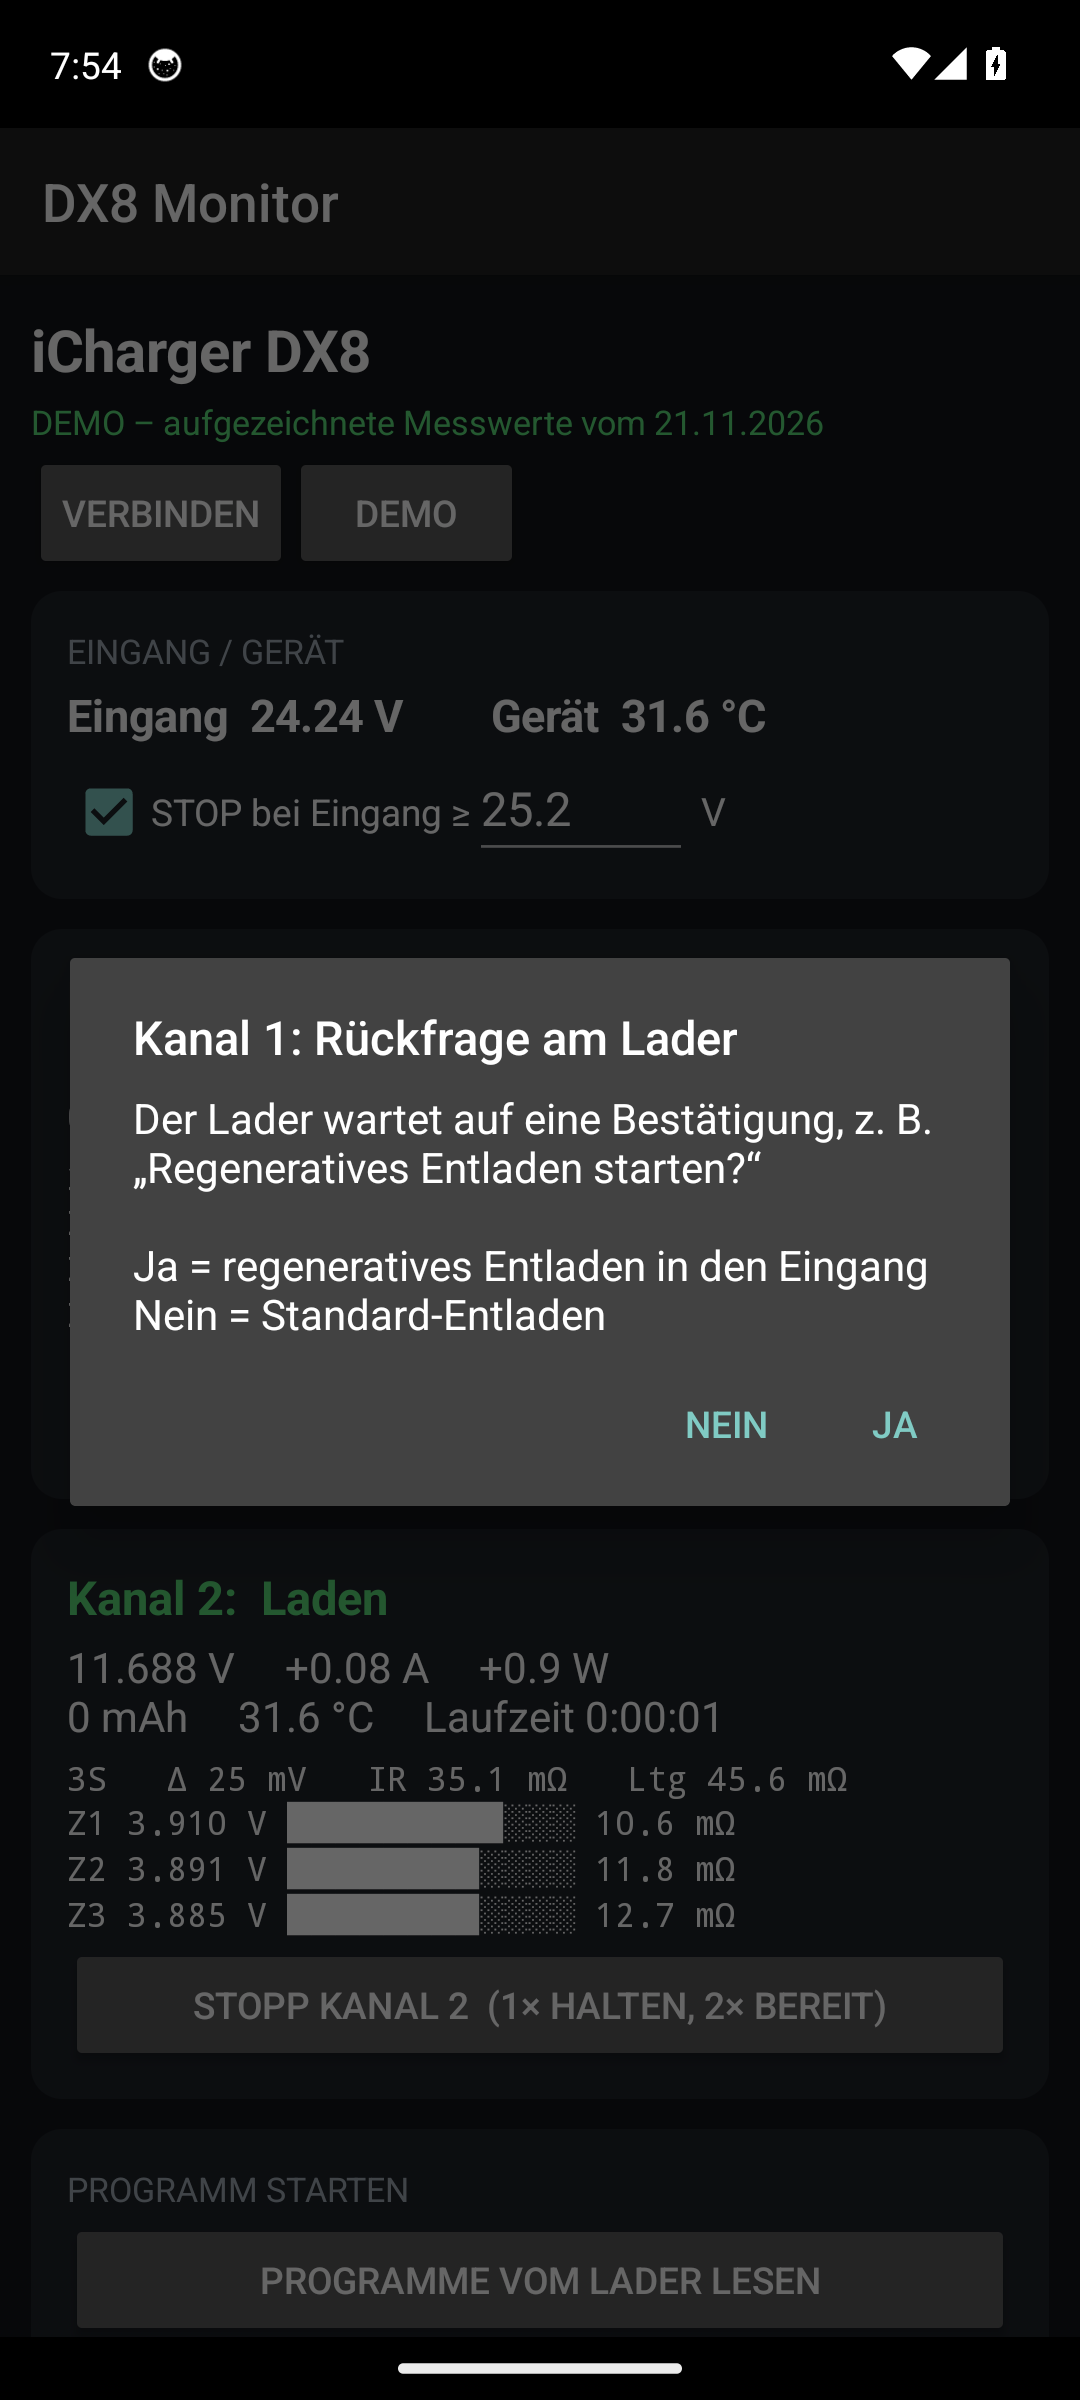 7:54
DX8 Monitor
iCharger DX8
DEMO – aufgezeichnete Messwerte vom 21.11.2026
VERBINDEN DEMO
EINGANG / GERÄT
Eingang 24.24 V Gerät 31.6 °C
STOP bei Eingang ≥ 25.2 V
Kanal 1: Rückfrage am Lader
Der Lader wartet auf eine Bestätigung, z. B.
„Regeneratives Entladen starten?“
Ja = regeneratives Entladen in den Eingang
Nein = Standard-Entladen
NEIN JA
Kanal 2: Laden
11.688 V +0.08 A +0.9 W
0 mAh 31.6 °C Laufzeit 0:00:01
3S Δ 25 mV IR 35.1 mΩ Ltg 45.6 mΩ
Z1 3.910 V 10.6 mΩ
Z2 3.891 V 11.8 mΩ
Z3 3.885 V 12.7 mΩ
STOPP KANAL 2 (1× HALTEN, 2× BEREIT)
PROGRAMM STARTEN
PROGRAMME VOM LADER LESEN